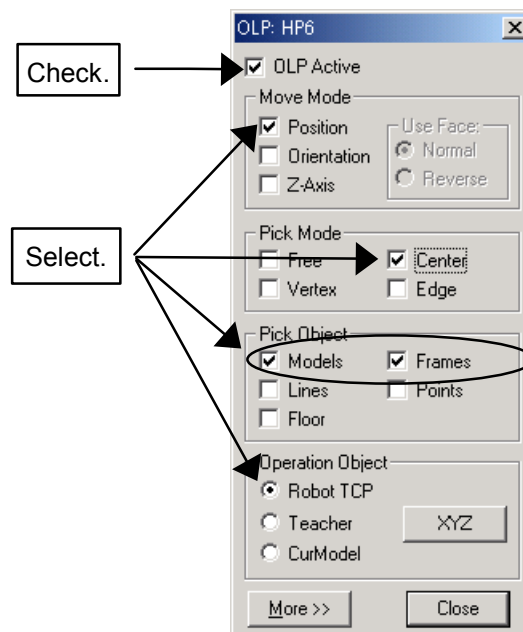 OLP: HP6
Check.
OLP Active
Move Mode
Position
Use Face:
Orientation
Normal
Z-Axis
Reverse
Pick Mode
Select.
Free
Center
Vertex
Edge
Pick Object
Models
Frames
Lines
Points
Floor
Operation Object
Robot TCP
Teacher
XYZ
CurModel
More >>
Close